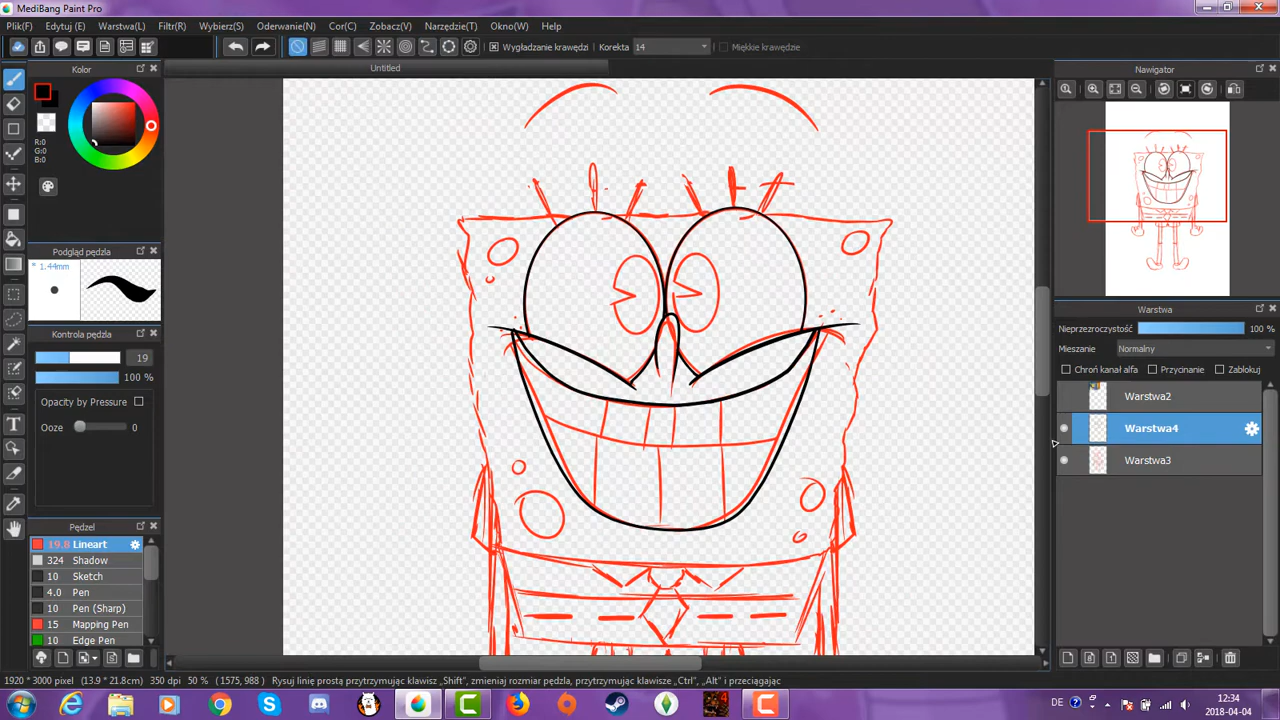 MediBang Paint Pro
Plik(F) Edytuj (E) Warstwa(L) Filtr(R) Wybierz(S) Oderwanie(N) Cor(C) Zobacz(V) Narzędzie(T) Okno(W) Help
Wygładzanie krawędzi Korekta 14 Miękkie krawędzie
Kolor
Untitled
Nawigator
R:0
G:0
B:0
Podgląd pędzla
* 1.44mm
Kontrola pędzla
19
100 %
Opacity by Pressure
Ooze 0
Pędzel
19.8 Lineart
324 Shadow
10 Sketch
4.0 Pen
10 Pen (Sharp)
15 Mapping Pen
10 Edge Pen
Warstwa
Nieprzezroczystość 100 %
Mieszanie Normalny
Chroń kanał alfa Przycinanie Zablokuj
Warstwa2
Warstwa4
Warstwa3
1920 * 3000 pixel (13.9 * 21.8cm) 350 dpi 50 % (1575, 988) Rysuj linię prostą przytrzymując klawisz „Shift", zmieniaj rozmiar pędzla, przytrzymując klawisze „Ctrl", „Alt" i przeciągając
DE
12:34
2018-04-04